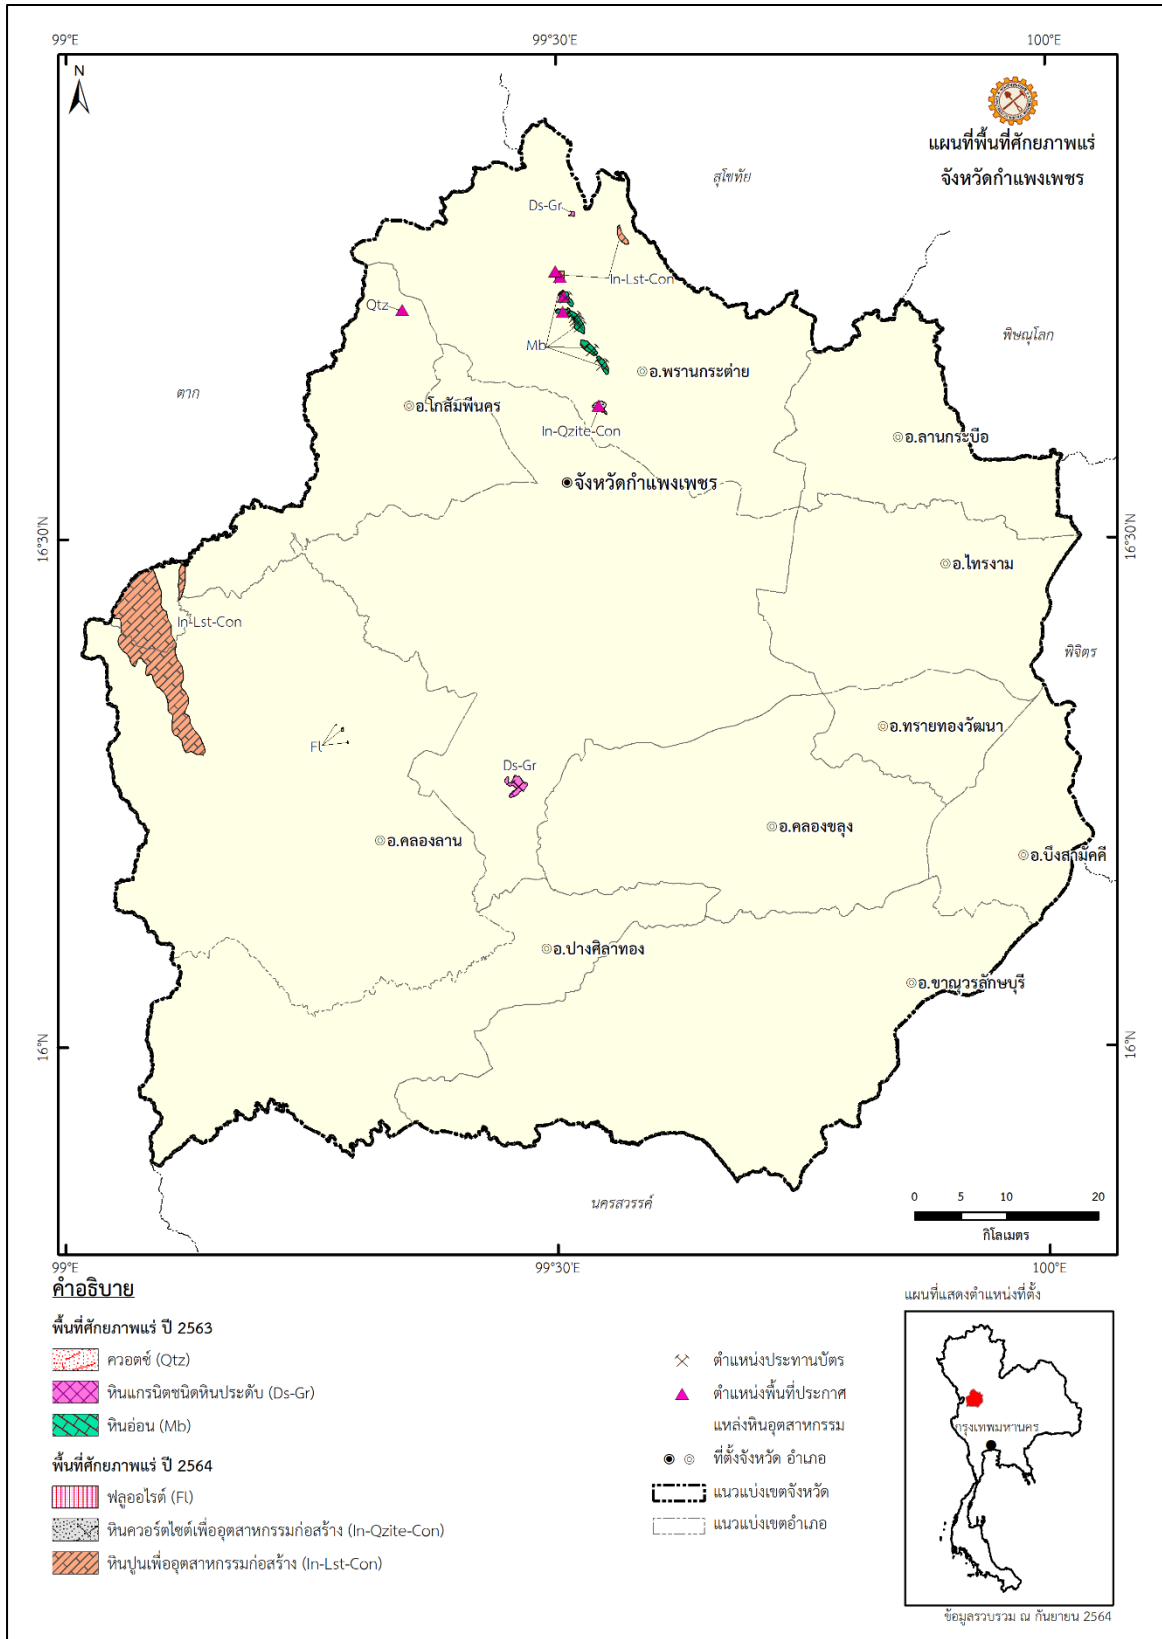 99°E
99°30'E
100°E
N
แผนที่พื้นที่ศักยภาพแร่
จังหวัดกำแพงเพชร
สุโขทัย
Ds-Gr
In-Lst-Con
Qtz
พิษณุโลก
Mb
อ.พรานกระต่าย
ตาก
อ.โกสัมพีนคร
In-Qzite-Con
อ.ลานกระบือ
จังหวัดกำแพงเพชร
16°30'N
16°30'N
อ.ไทรงาม
In-Lst-Con
พิจิตร
อ.ทรายทองวัฒนา
Fl
Ds-Gr
อ.คลองลาน
อ.คลองขลุง
อ.บึงสามัคคี
อ.ปางศิลาทอง
อ.ขาณุวรลักษบุรี
16°N
16°N
นครสวรรค์
0 5 10 20
กิโลเมตร
99°E
99°30'E
100°E
คำอธิบาย
พื้นที่ศักยภาพแร่ ปี 2563
ควอตซ์ (Qtz)
หินแกรนิตชนิดหินประดับ (Ds-Gr)
หินอ่อน (Mb)
พื้นที่ศักยภาพแร่ ปี 2564
ฟลูออไรต์ (Fl)
หินควอร์ตไซต์เพื่ออุตสาหกรรมก่อสร้าง (In-Qzite-Con)
หินปูนเพื่ออุตสาหกรรมก่อสร้าง (In-Lst-Con)
ตำแหน่งประทานบัตร
ตำแหน่งพื้นที่ประกาศ
แหล่งหินอุตสาหกรรม
ที่ตั้งจังหวัด อำเภอ
แนวแบ่งเขตจังหวัด
แนวแบ่งเขตอำเภอ
แผนที่แสดงตำแหน่งที่ตั้ง
กรุงเทพมหานคร
ข้อมูลรวบรวม ณ กันยายน 2564